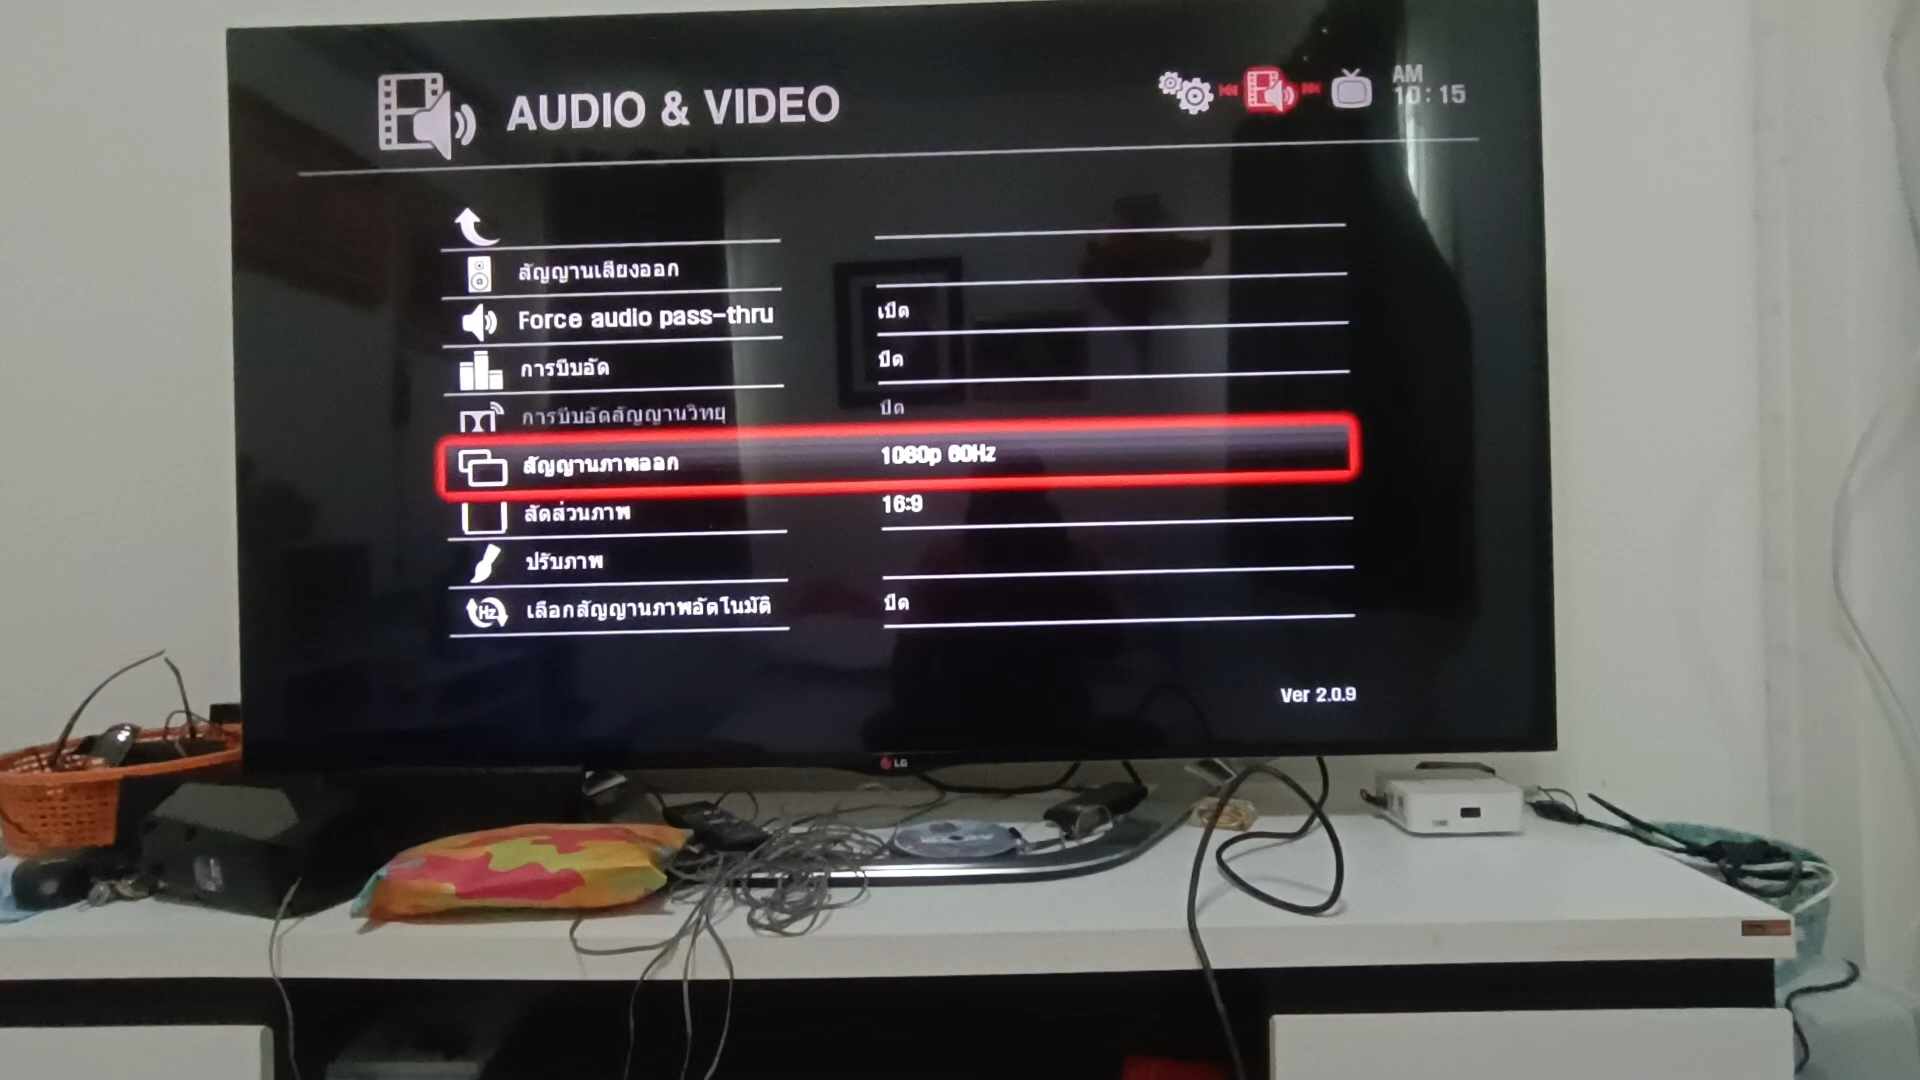 AUDIO & VIDEO
AM
10:15
สัญญานเสียงออก
Force audio pass-thru เปิด
การบีบอัด ปิด
การบีบอัดสัญญานวิทยุ ปิด
สัญญานภาพออก 1080p 60Hz
สัดส่วนภาพ 16:9
ปรับภาพ
Hz เลือกสัญญานภาพอัตโนมัติ ปิด
Ver 2.0.9
LG